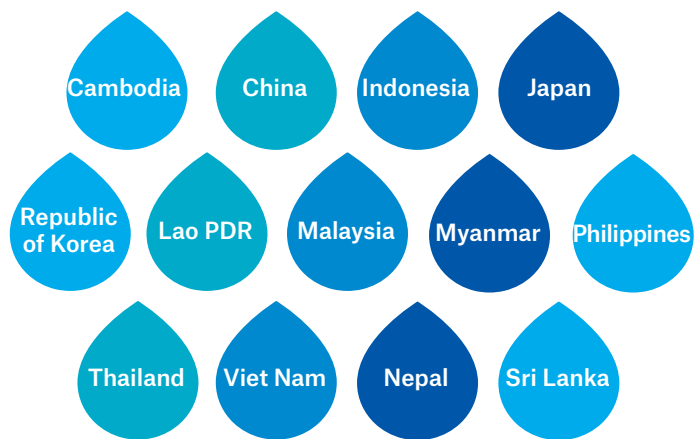 Cambodia
China
Indonesia
Japan
Republic
of Korea
Lao PDR
Malaysia
Myanmar
Philippines
Thailand
Viet Nam
Nepal
Sri Lanka